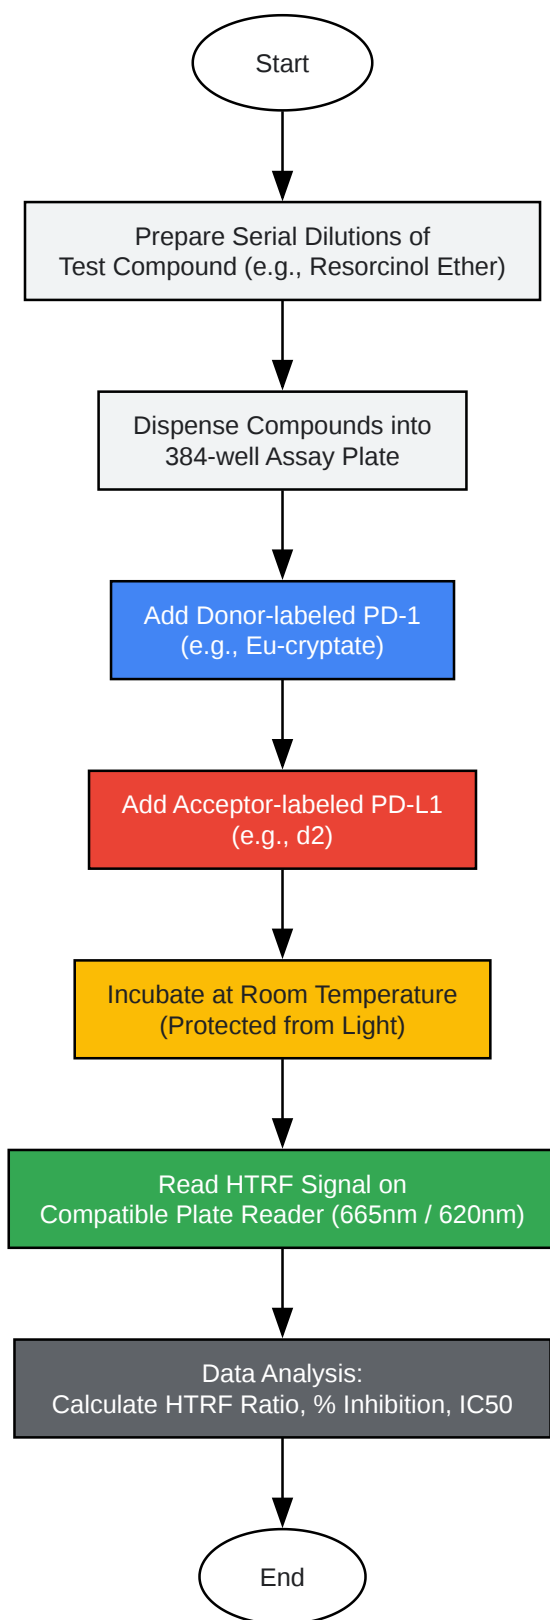 Start
Prepare Serial Dilutions of
Test Compound (e.g., Resorcinol Ether)
Dispense Compounds into
384-well Assay Plate
Add Donor-labeled PD-1
(e.g., Eu-cryptate)
Add Acceptor-labeled PD-L1
(e.g., d2)
Incubate at Room Temperature
(Protected from Light)
Read HTRF Signal on
Compatible Plate Reader (665nm / 620nm)
Data Analysis:
Calculate HTRF Ratio, % Inhibition, IC50
End